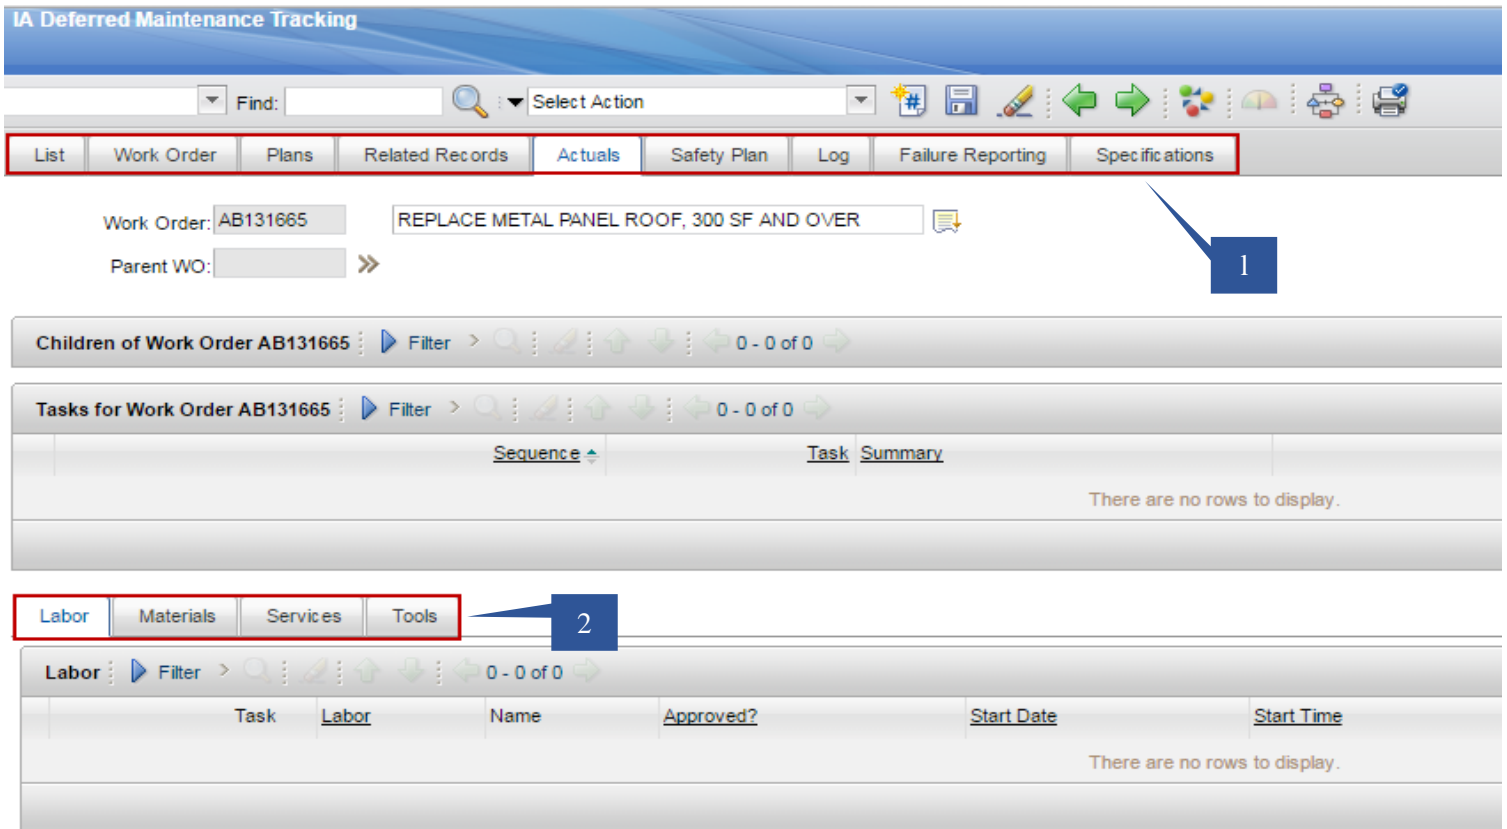 IA Deferred Maintenance Tracking
Find: Select Action
List Work Order Plans Related Records Actuals Safety Plan Log Failure Reporting Specifications
Work Order: AB131665 REPLACE METAL PANEL ROOF, 300 SF AND OVER
Parent WO:
1
Children of Work Order AB131665 Filter 0 - 0 of 0
Tasks for Work Order AB131665 Filter 0 - 0 of 0
Sequence Task Summary
There are no rows to display.
Labor Materials Services Tools
2
Labor Filter 0 - 0 of 0
Task Labor Name Approved? Start Date Start Time
There are no rows to display.